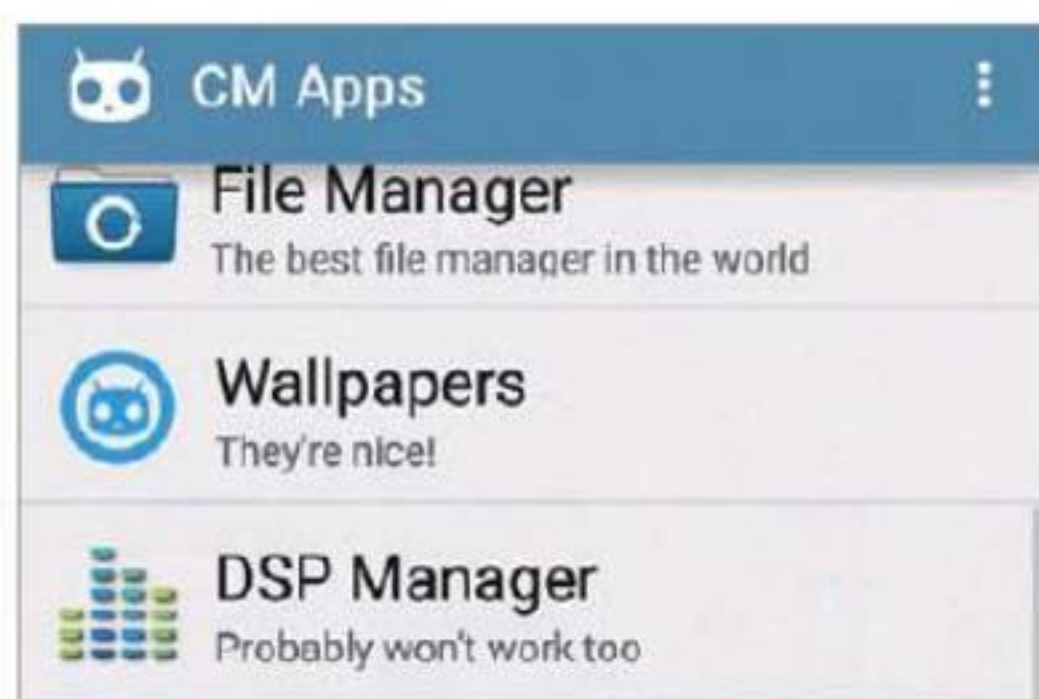 CM Apps
File Manager
The best file manager in the world
Wallpapers
They're nice!
DSP Manager
Probably won't work too